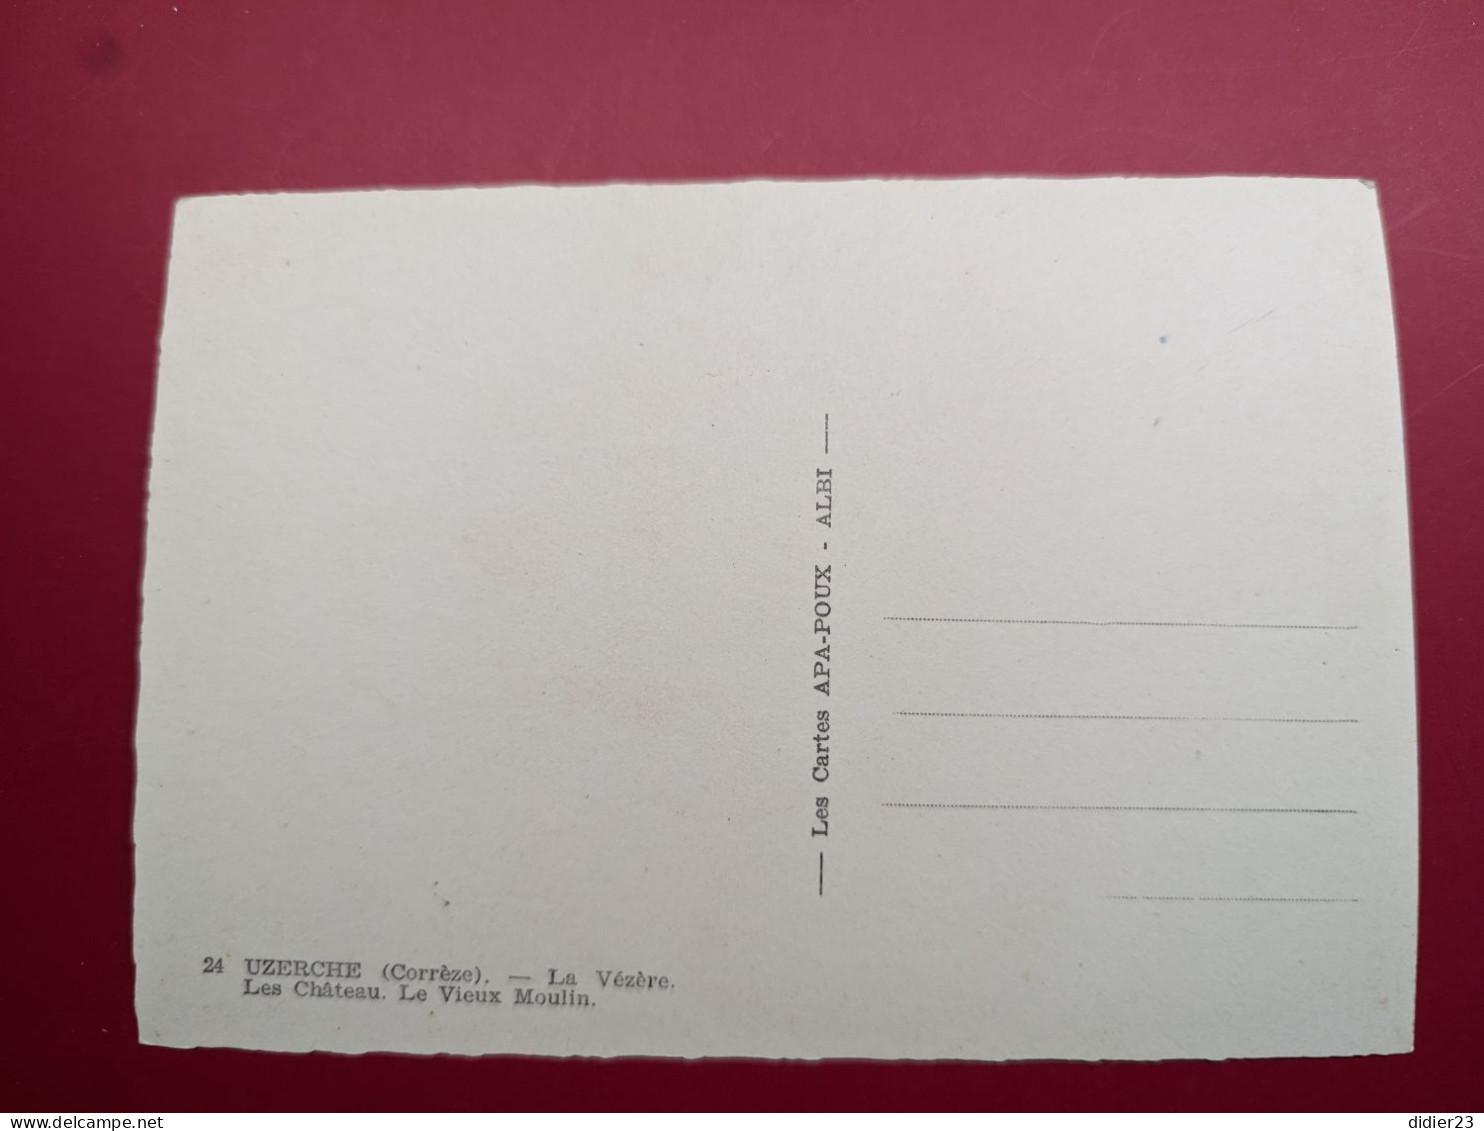 — Les Cartes APA-POUX - ALBI —
24 UZERCHE (Corrèze). — La Vézère.
Les Château. Le Vieux Moulin.
www.delcampe.net
didier23